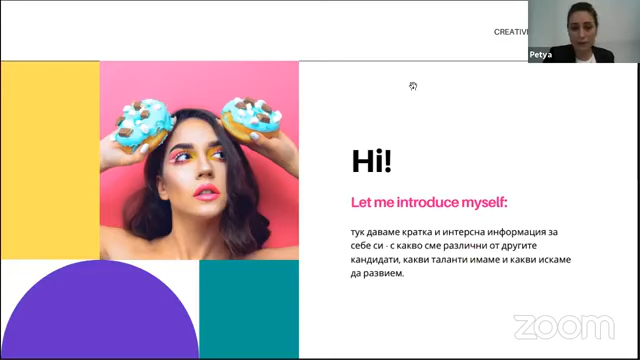 CREATIVE
Petya
Hi!
Let me introduce myself:
тук даваме кратка и интерсна информация за
себе си - с какво сме различни от другите
кандидати, какви таланти имаме и какви искаме
да развием.
zoom